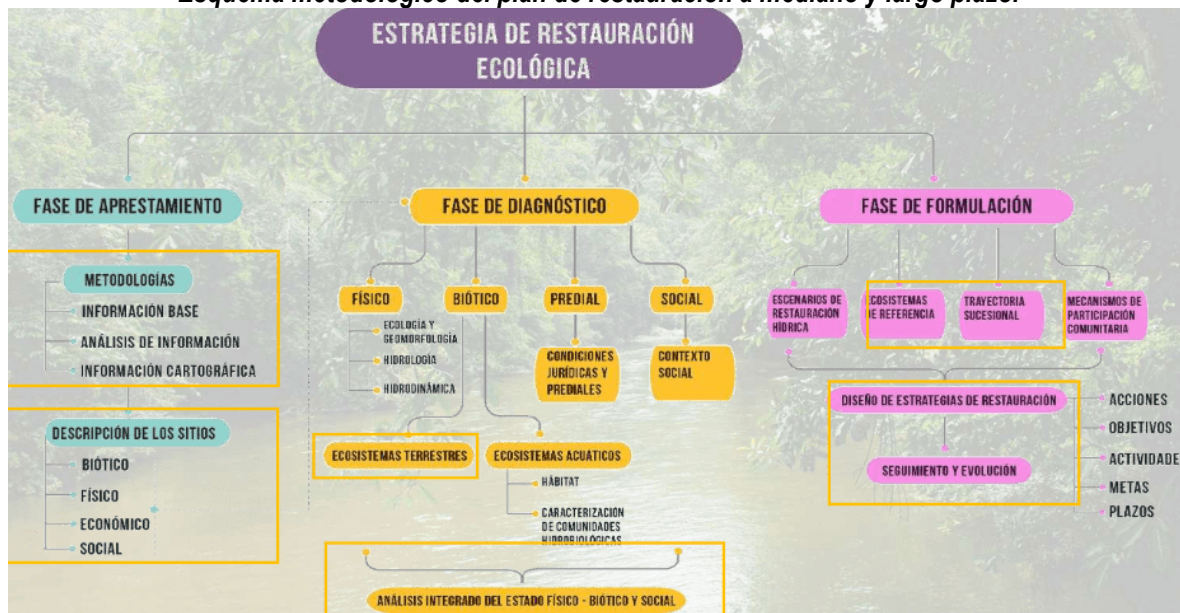 Esquema metodológico del plan de restauración a mediano y largo plazo.
ESTRATEGIA DE RESTAURACIÓN
ECOLÓGICA
FASE DE APRESTAMIENTO
METODOLOGÍAS
INFORMACIÓN BASE
ANÁLISIS DE INFORMACIÓN
INFORMACIÓN CARTOGRÁFICA
DESCRIPCIÓN DE LOS SITIOS
BIÓTICO
FÍSICO
ECONÓMICO
SOCIAL
FASE DE DIAGNÓSTICO
FÍSICO
ECOLOGÍA Y
GEOMORFOLOGÍA
HIDROLOGÍA
HIDRODINÁMICA
BIÓTICO
ECOSISTEMAS TERRESTRES
ECOSISTEMAS ACUÁTICOS
HÁBITAT
CARACTERIZACIÓN
DE COMUNIDADES
HIDROBIOLÓGICAS
PREDIAL
CONDICIONES
JURÍDICAS Y
PREDIALES
SOCIAL
CONTEXTO
SOCIAL
ANÁLISIS INTEGRADO DEL ESTADO FÍSICO - BIÓTICO Y SOCIAL
FASE DE FORMULACIÓN
ESCENARIOS DE
RESTAURACIÓN
HÍDRICA
ECOSISTEMAS
DE REFERENCIA
TRAYECTORIA
SUCESIONAL
MECANISMOS DE
PARTICIPACIÓN
COMUNITARIA
DISEÑO DE ESTRATEGIAS DE RESTAURACIÓN
SEGUIMIENTO Y EVOLUCIÓN
ACCIONES
OBJETIVOS
ACTIVIDADE
METAS
PLAZOS